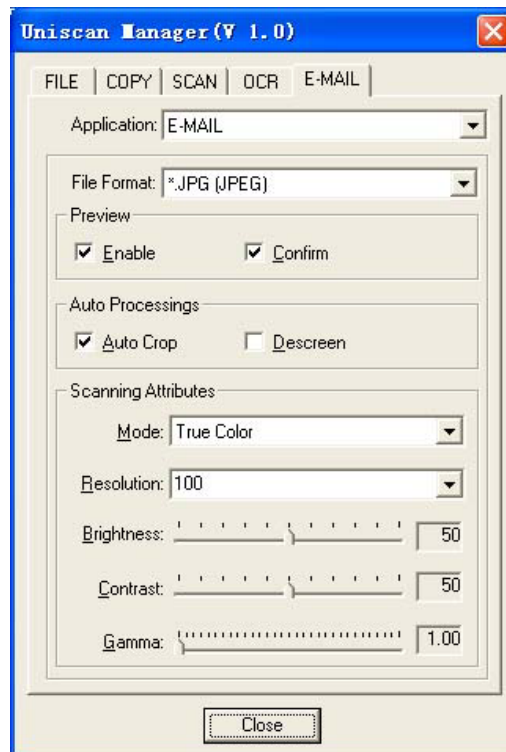 Uniscan Manager(V 1.0)
FILE COPY SCAN OCR E-MAIL
Application: E-MAIL
File Format: *.JPG (JPEG)
Preview
Enable Confirm
Auto Processings
Auto Crop Descreen
Scanning Attributes
Mode: True Color
Resolution: 100
Brightness: 50
Contrast: 50
Gamma: 1.00
Close